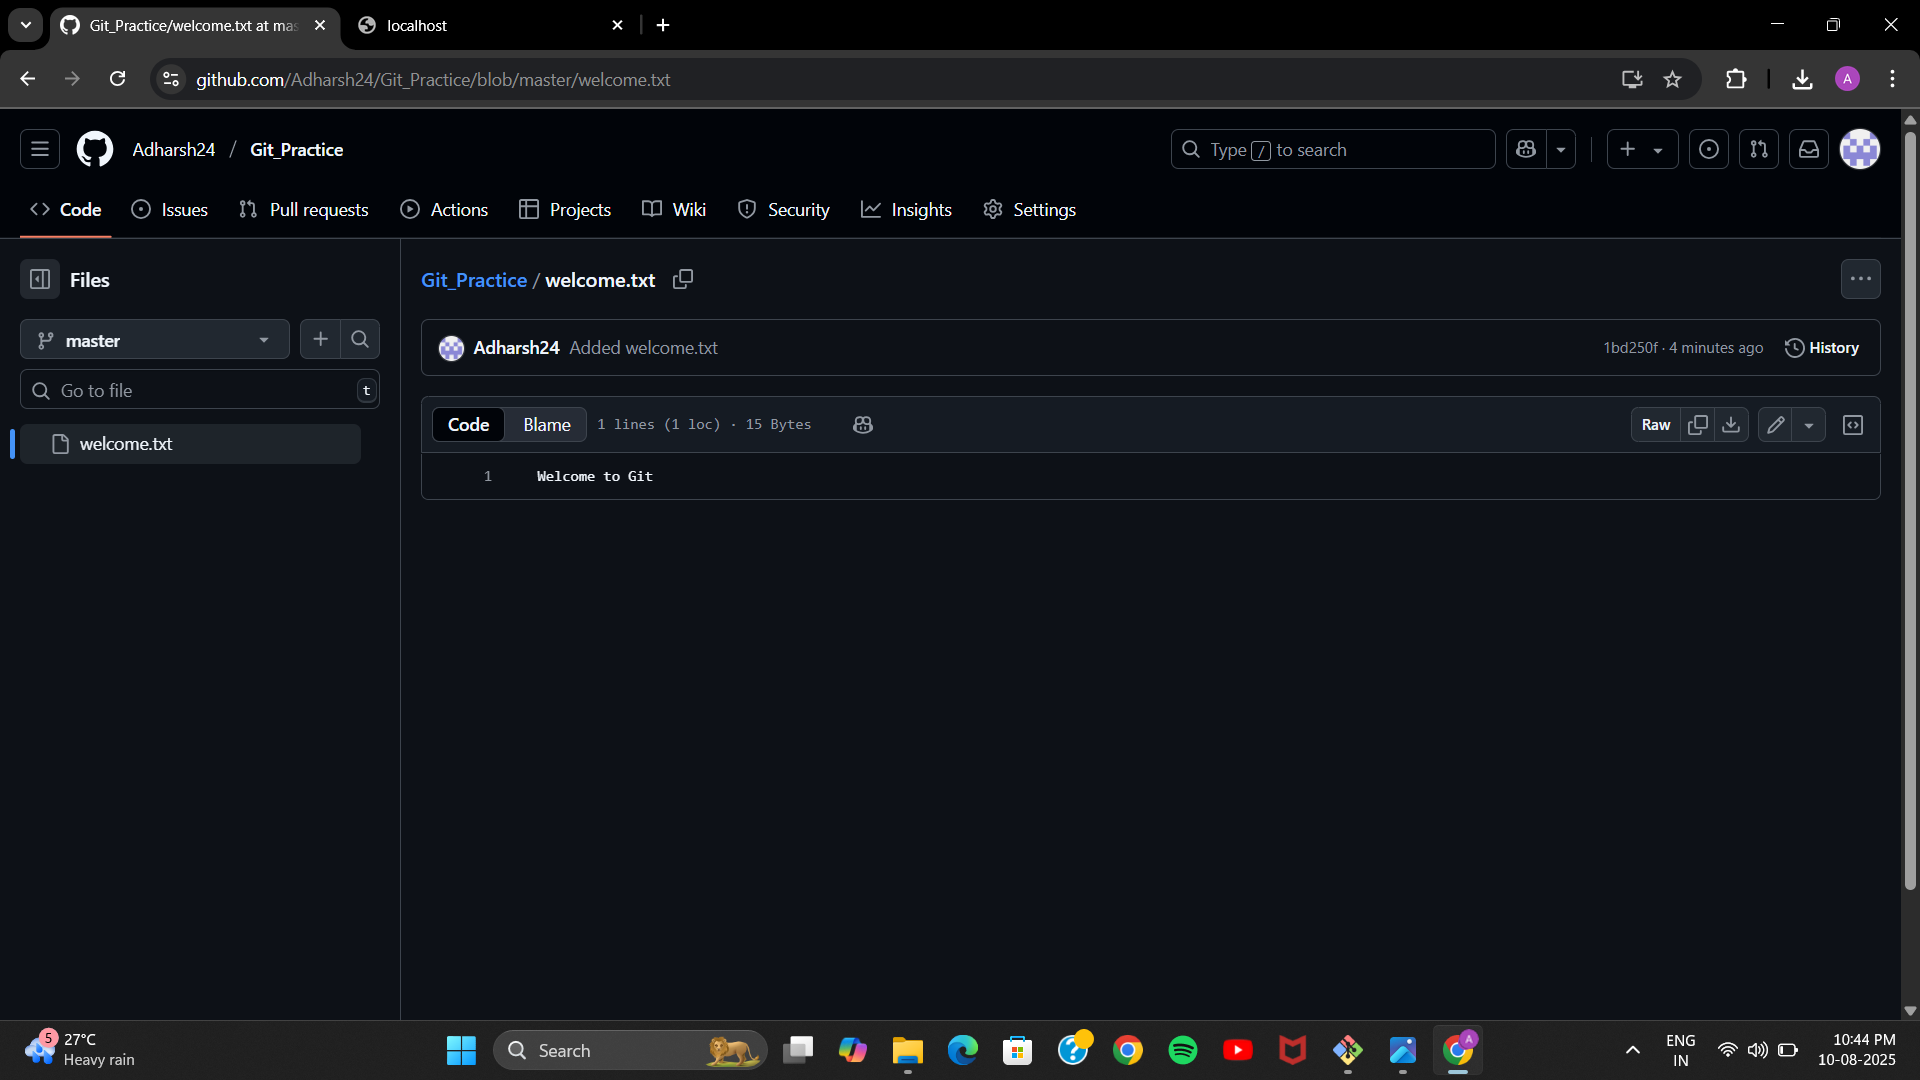 Git_Practice/welcome.txt at mas
localhost
github.com/Adharsh24/Git_Practice/blob/master/welcome.txt
A
Adharsh24 / Git_Practice
Type / to search
Code Issues Pull requests Actions Projects Wiki Security Insights Settings
Files
Git_Practice / welcome.txt
master
Adharsh24 Added welcome.txt
1bd250f · 4 minutes ago
History
Go to file
t
Code Blame 1 lines (1 loc) · 15 Bytes
Raw
welcome.txt
1 Welcome to Git
5
27°C
Heavy rain
Search
A
ENG
IN
10:44 PM
10-08-2025